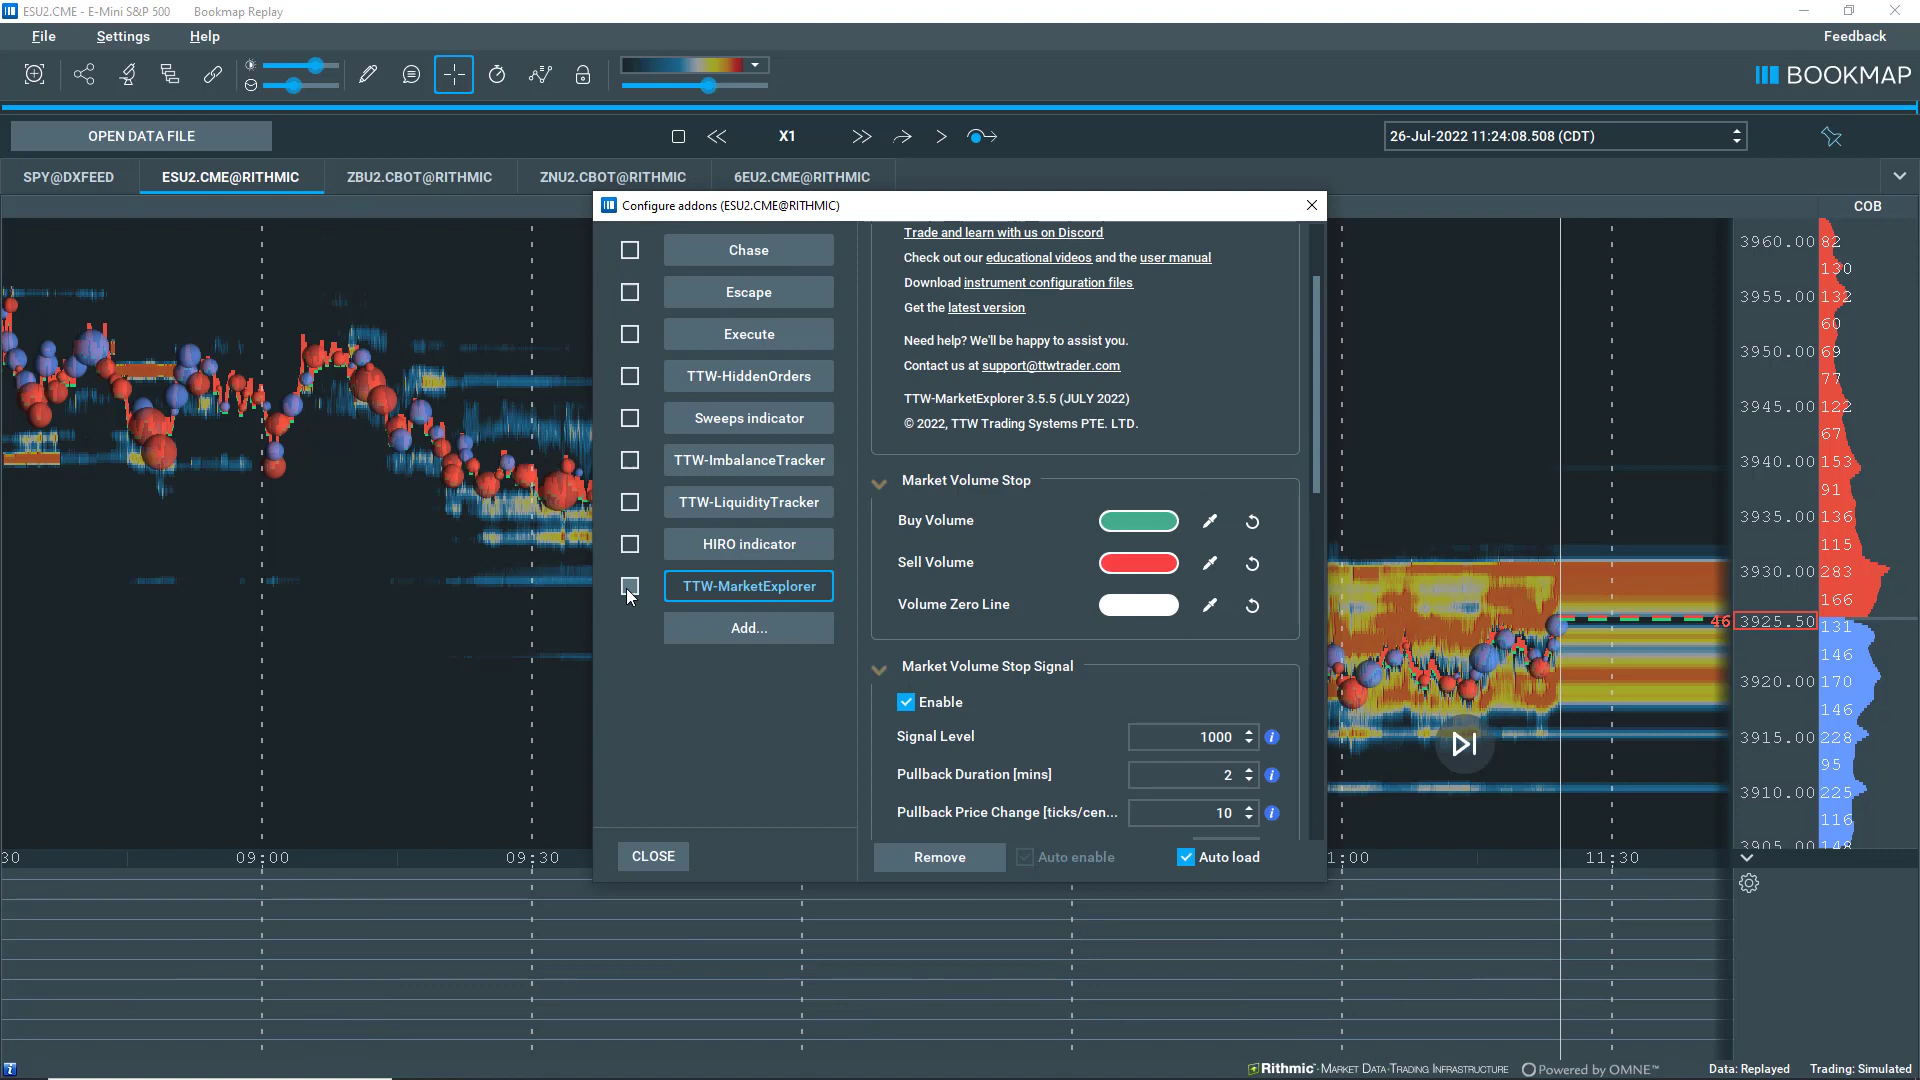 ESU2.CME - E-Mini S&P 500 Bookmap Replay
File Settings Help Feedback
BOOKMAP
OPEN DATA FILE X1 26-Jul-2022 11:24:08.508 (CDT)
SPY@DXFEED ESU2.CME@RITHMIC ZBU2.CBOT@RITHMIC ZNU2.CBOT@RITHMIC 6EU2.CME@RITHMIC
COB
Configure addons (ESU2.CME@RITHMIC)
Chase
Escape
Execute
TTW-HiddenOrders
Sweeps indicator
TTW-ImbalanceTracker
TTW-LiquidityTracker
HIRO indicator
TTW-MarketExplorer
Add...
CLOSE
Trade and learn with us on Discord
Check out our educational videos and the user manual
Download instrument configuration files
Get the latest version
Need help? We'll be happy to assist you.
Contact us at support@ttwtrader.com
TTW-MarketExplorer 3.5.5 (JULY 2022)
© 2022, TTW Trading Systems PTE. LTD.
Market Volume Stop
Buy Volume
Sell Volume
Volume Zero Line
Market Volume Stop Signal
Enable
Signal Level 1000
Pullback Duration [mins] 2
Pullback Price Change [ticks/cen... 10
Remove Auto enable Auto load
3960.00 82
130
3955.00 132
60
3950.00 69
77
3945.00 122
67
3940.00 153
91
3935.00 136
115
3930.00 283
166
46 3925.50 131
146
3920.00 170
146
3915.00 228
95
3910.00 225
116
3905.00 148
30 09:00 09:30 1:00 11:30
Rithmic · MARKET DATA·TRADING INFRASTRUCTURE Powered by OMNE™ Data: Replayed Trading: Simulated